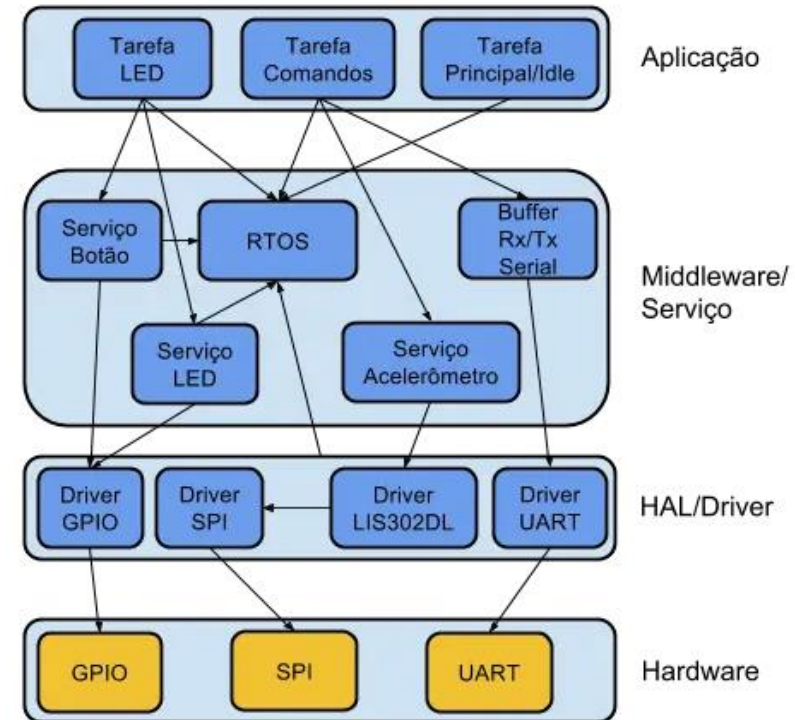 Tarefa
LED
Tarefa
Comandos
Tarefa
Principal/Idle
Aplicação
Serviço
Botão
RTOS
Buffer
Rx/Tx
Serial
Middleware/
Serviço
Serviço
LED
Serviço
Acelerômetro
Driver
GPIO
Driver
SPI
Driver
LIS302DL
Driver
UART
HAL/Driver
GPIO
SPI
UART
Hardware